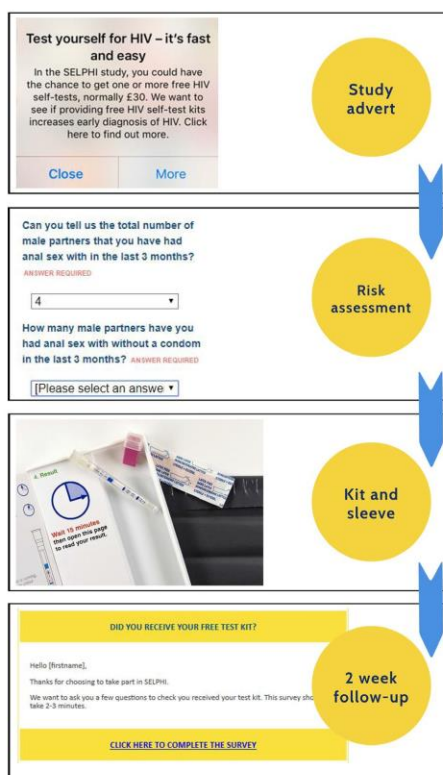 Test yourself for HIV – it's fast
and easy
In the SELPHI study, you could have
the chance to get one or more free HIV
self-tests, normally £30. We want to
see if providing free HIV self-test kits
increases early diagnosis of HIV. Click
here to find out more.
Close More
Study
advert
Can you tell us the total number of
male partners that you have had
anal sex with in the last 3 months?
ANSWER REQUIRED
4
How many male partners have you
had anal sex with without a condom
in the last 3 months? ANSWER REQUIRED
[Please select an answe
Risk
assessment
4. Result
Wait 15 minutes
then open this page
to read your result.
Kit and
sleeve
DID YOU RECEIVE YOUR FREE TEST KIT?
Hello [firstname],
Thanks for choosing to take part in SELPHI.
We want to ask you a few questions to check you received your test kit. This survey sho
take 2-3 minutes.
CLICK HERE TO COMPLETE THE SURVEY
2 week
follow-up